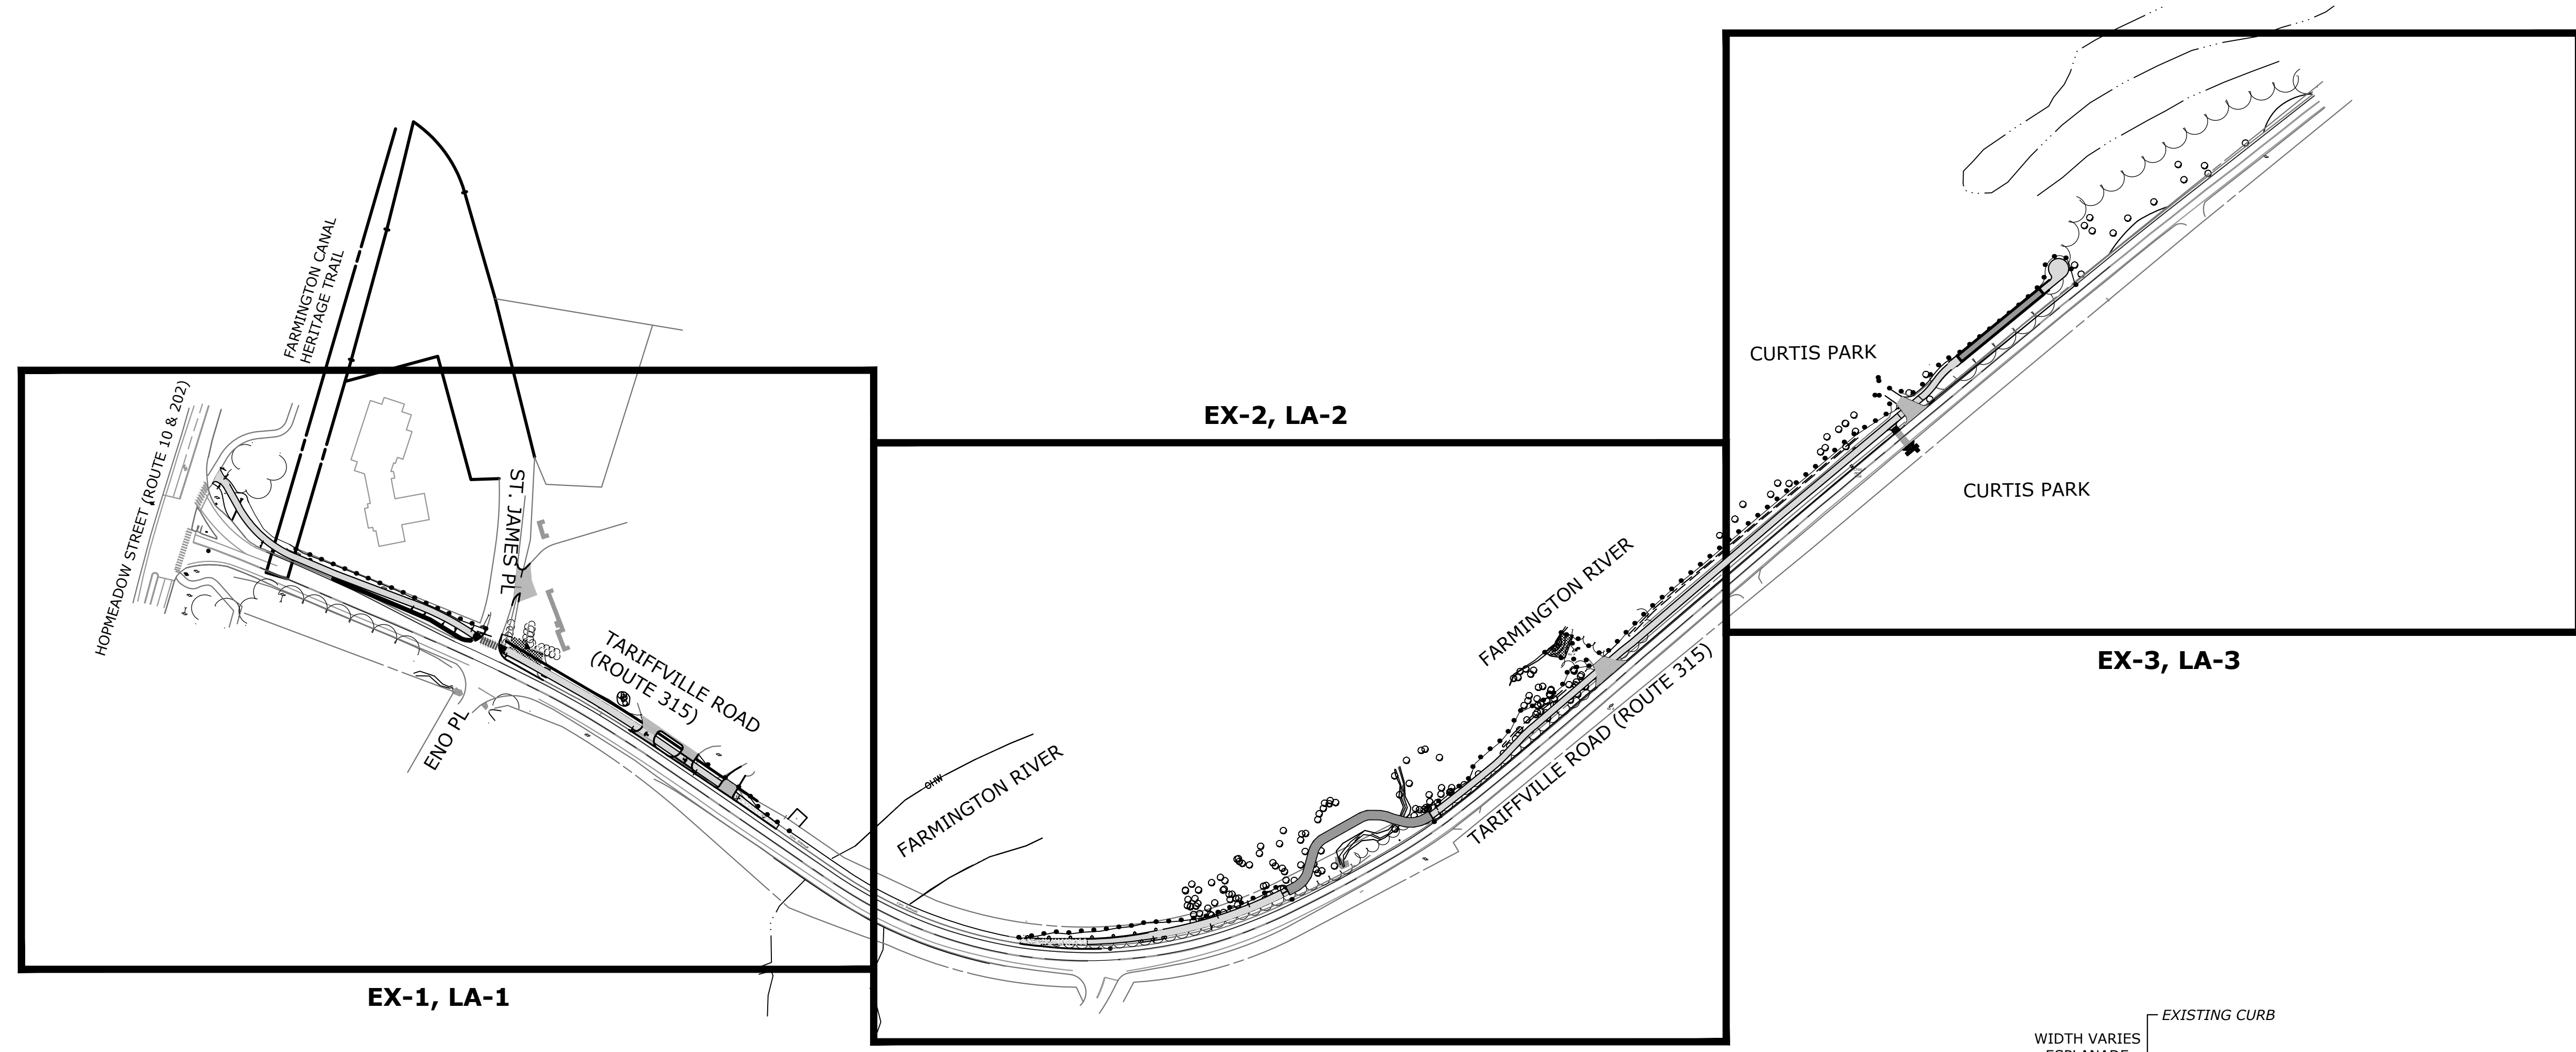 FARMINGTON CANAL
HERITAGE TRAIL
HOPMEADOW STREET (ROUTE 10 & 202)
ST. JAMES PL
TARIFFVILLE ROAD
(ROUTE 315)
ENO PL
EX-1, LA-1
EX-2, LA-2
OHW
FARMINGTON RIVER
FARMINGTON RIVER
TARIFFVILLE ROAD (ROUTE 315)
CURTIS PARK
CURTIS PARK
EX-3, LA-3
EXISTING CURB
WIDTH VARIES
ESPLANADE